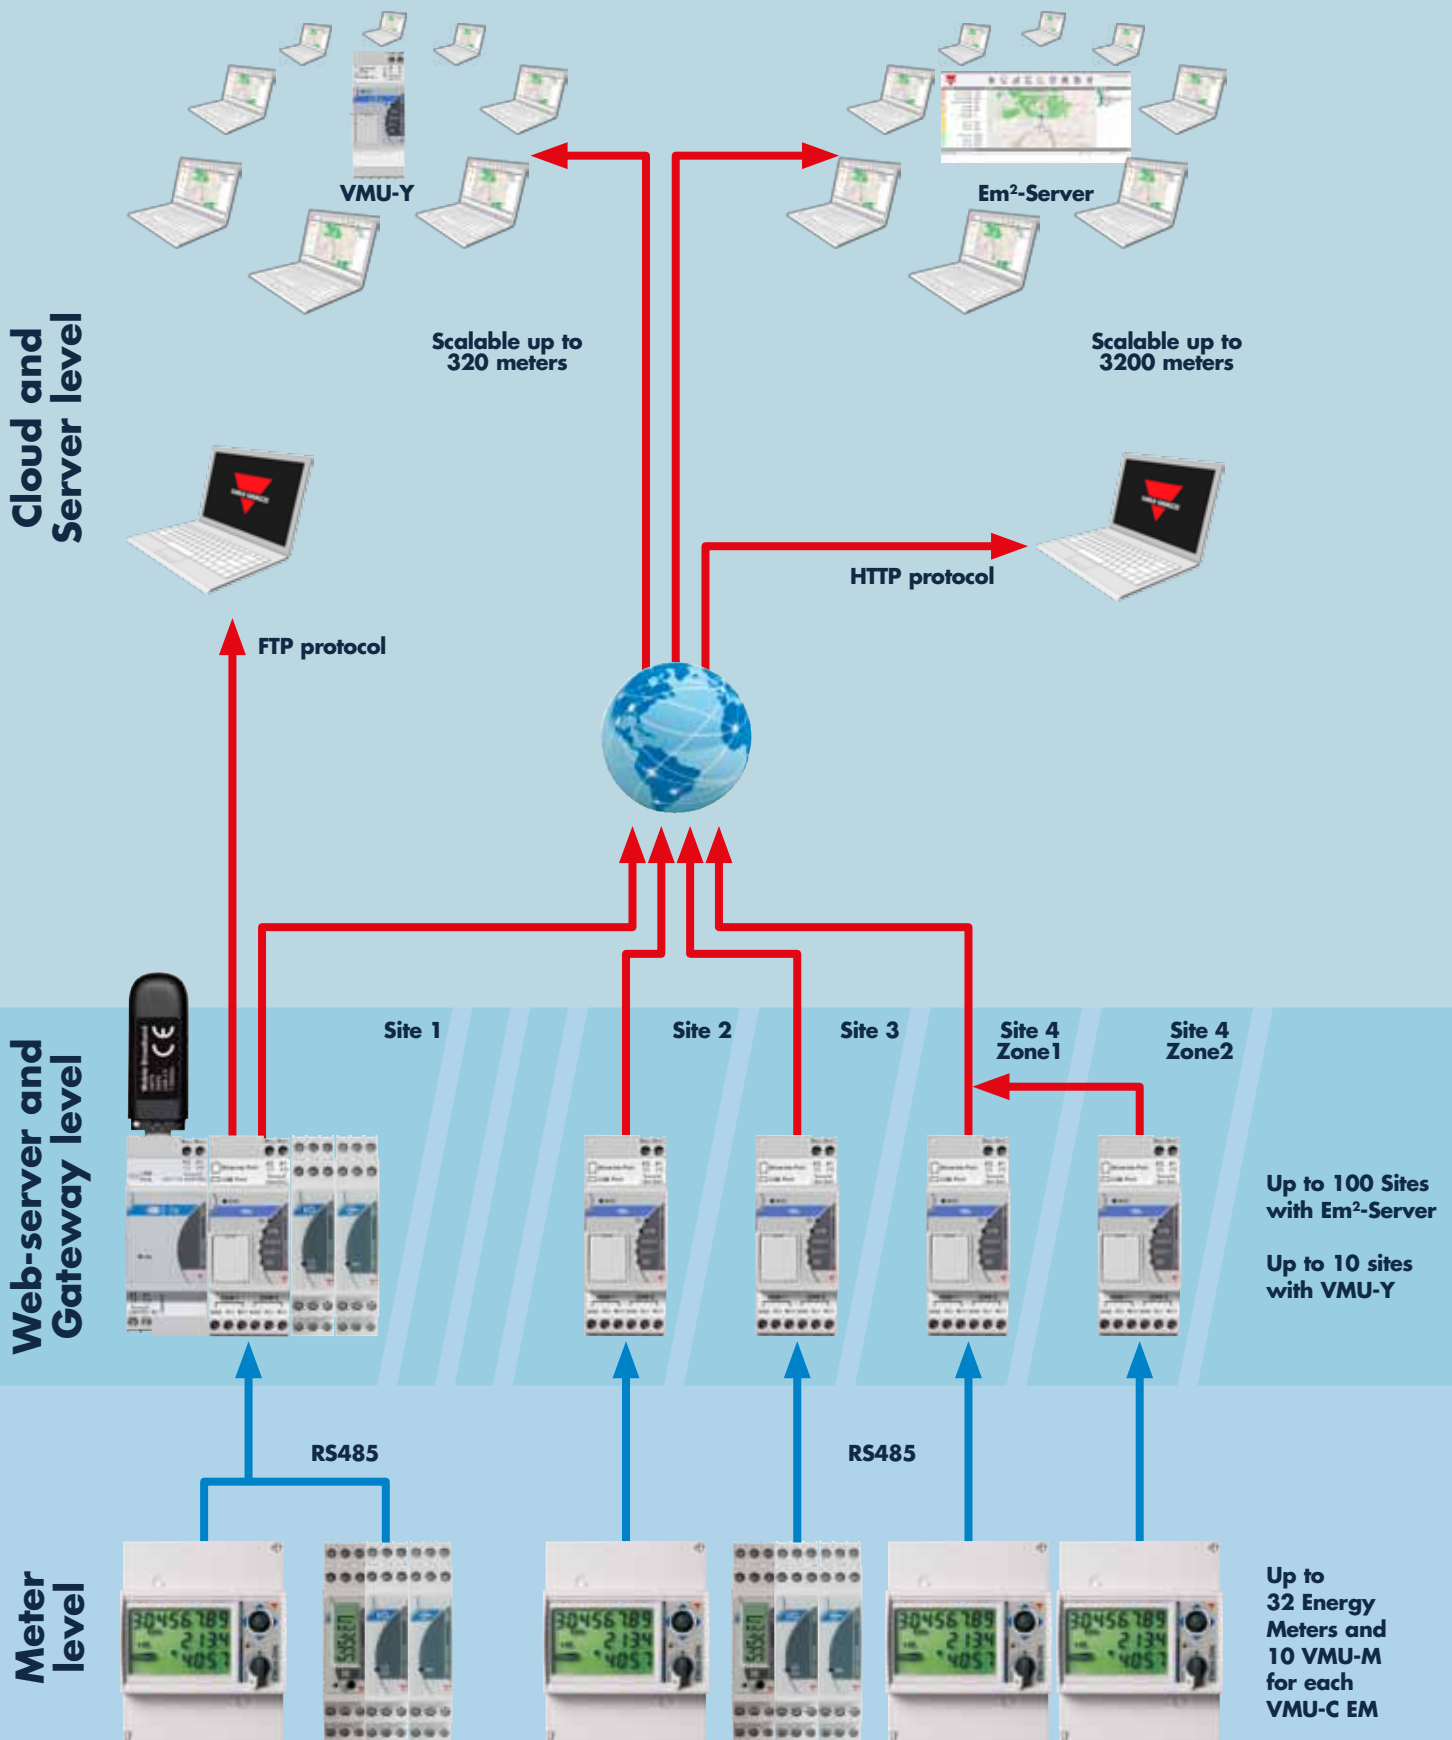 VMU-Y
Em²-Server
Scalable up to
320 meters
Scalable up to
3200 meters
Cloud and
Server level
HTTP protocol
FTP protocol
Site 1
Site 2
Site 3
Site 4
Zone1
Site 4
Zone2
Web-server and
Gateway level
Up to 100 Sites
with Em²-Server
Up to 10 sites
with VMU-Y
RS485
RS485
Meter
level
Up to
32 Energy
Meters and
10 VMU-M
for each
VMU-C EM